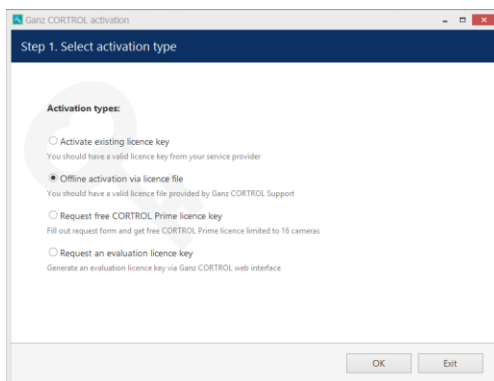 Ganz CORTROL activation
Step 1. Select activation type
Activation types:
Activate existing licence key
You should have a valid licence key from your service provider
Offline activation via licence file
You should have a valid licence file provided by Ganz CORTROL Support
Request free CORTROL Prime licence key
Fill out request form and get free CORTROL Prime licence limited to 16 cameras
Request an evaluation licence key
Generate an evaluation licence key via Ganz CORTROL web interface
OK Exit